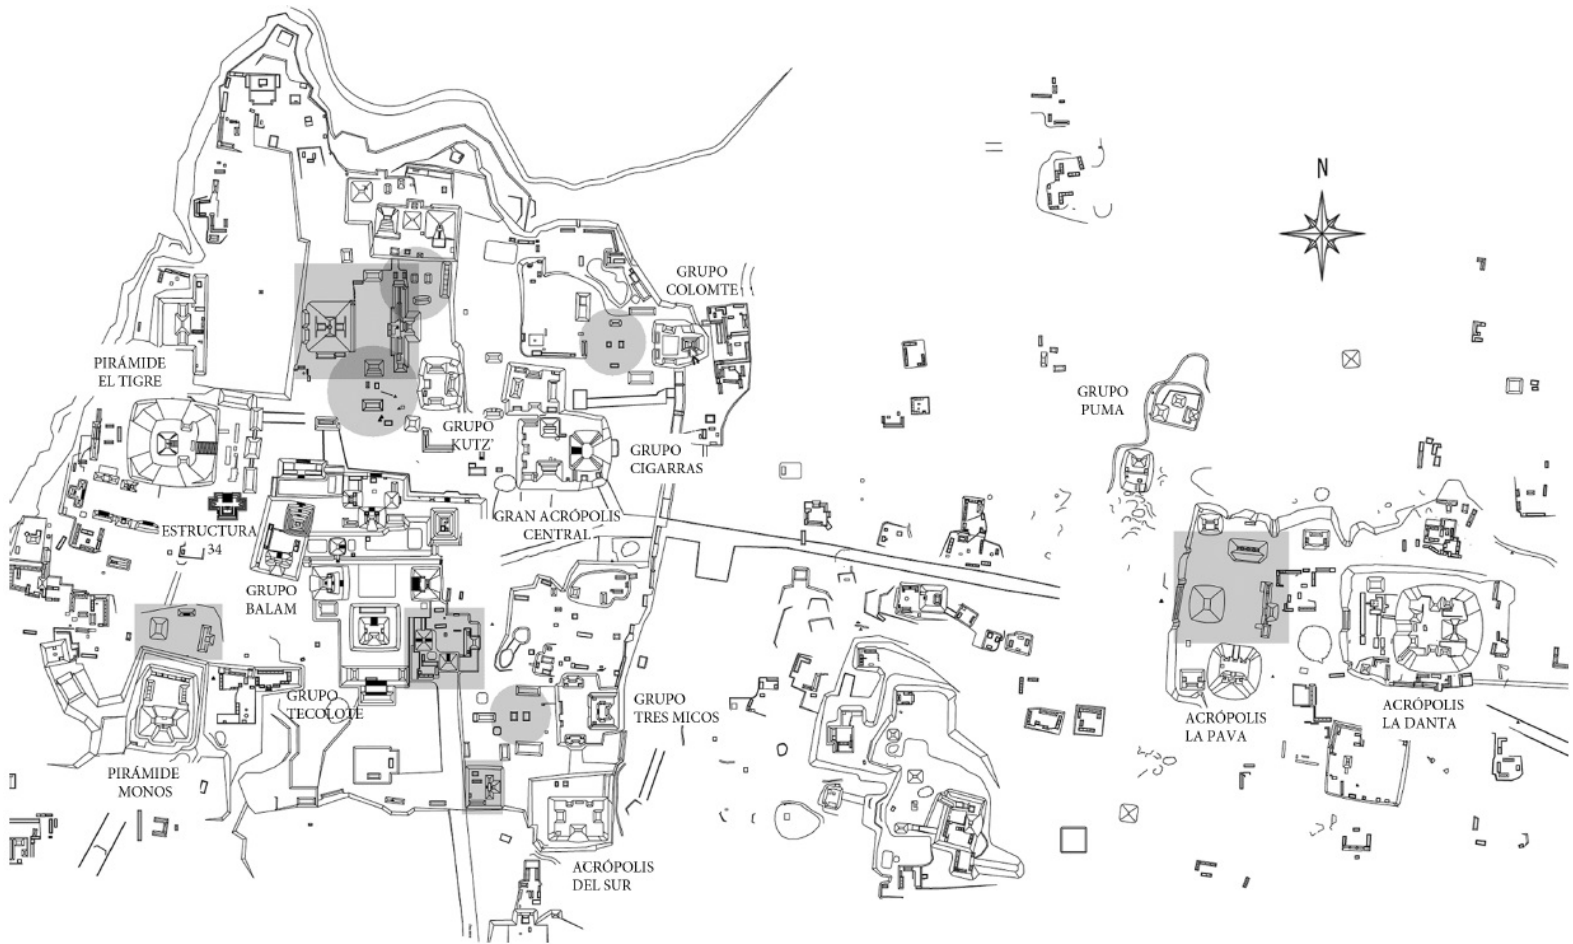 N
GRUPO
COLOMTE
PIRÁMIDE
EL TIGRE
GRUPO
PUMA
GRUPO
KUTZ'
GRUPO
CIGARRAS
GRAN ACRÓPOLIS
CENTRAL
ESTRUCTURA
34
GRUPO
BALAM
GRUPO
TECOLOTE
GRUPO
TRES MICOS
ACRÓPOLIS
LA PAVA
ACRÓPOLIS
LA DANTA
PIRÁMIDE
MONOS
ACRÓPOLIS
DEL SUR